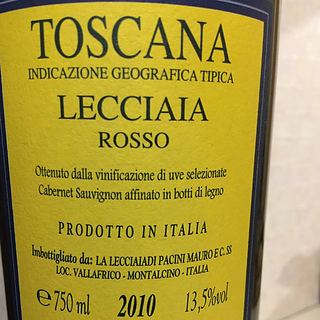 TOSCANA
INDICAZIONE GEOGRAFICA TIPICA
LECCIAIA
ROSSO
Ottenuto dalla vinificazione di uve selezionate
Cabernet Sauvignon affinato in botti di legno
PRODOTTO IN ITALIA
Imbottigliato da: LA LECCIAIADI PACINI MAURO E C. SS
LOC. VALLAFRICO - MONTALCINO - ITALIA
℮ 750 ml 2010 13,5%vol